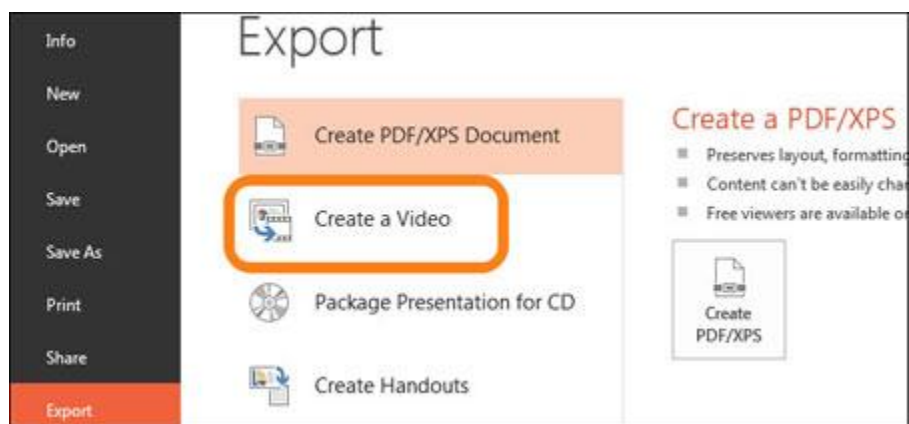 Info
New
Open
Save
Save As
Print
Share
Export
Export
Create PDF/XPS Document
Create a Video
Package Presentation for CD
Create Handouts
Create a PDF/XPS
Preserves layout, formatting
Content can't be easily
Free viewers are available
Create
PDF/XPS